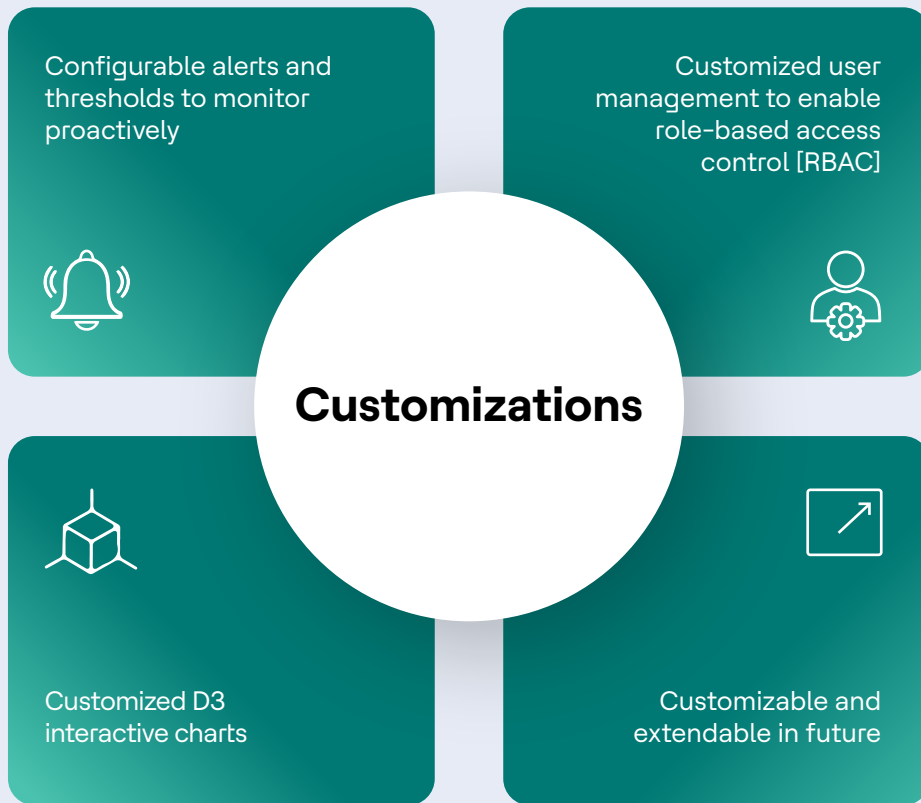 Configurable alerts and
thresholds to monitor
proactively
Customized user
management to enable
role-based access
control [RBAC]
Customizations
Customized D3
interactive charts
Customizable and
extendable in future